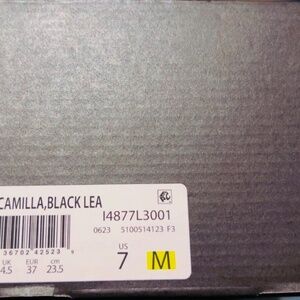 CAMILLA,BLACK LEA
I4877L3001
0623 5100514123 F3
36702 42523 9
UK EUR cm
4.5 37 23.5
US
7 M